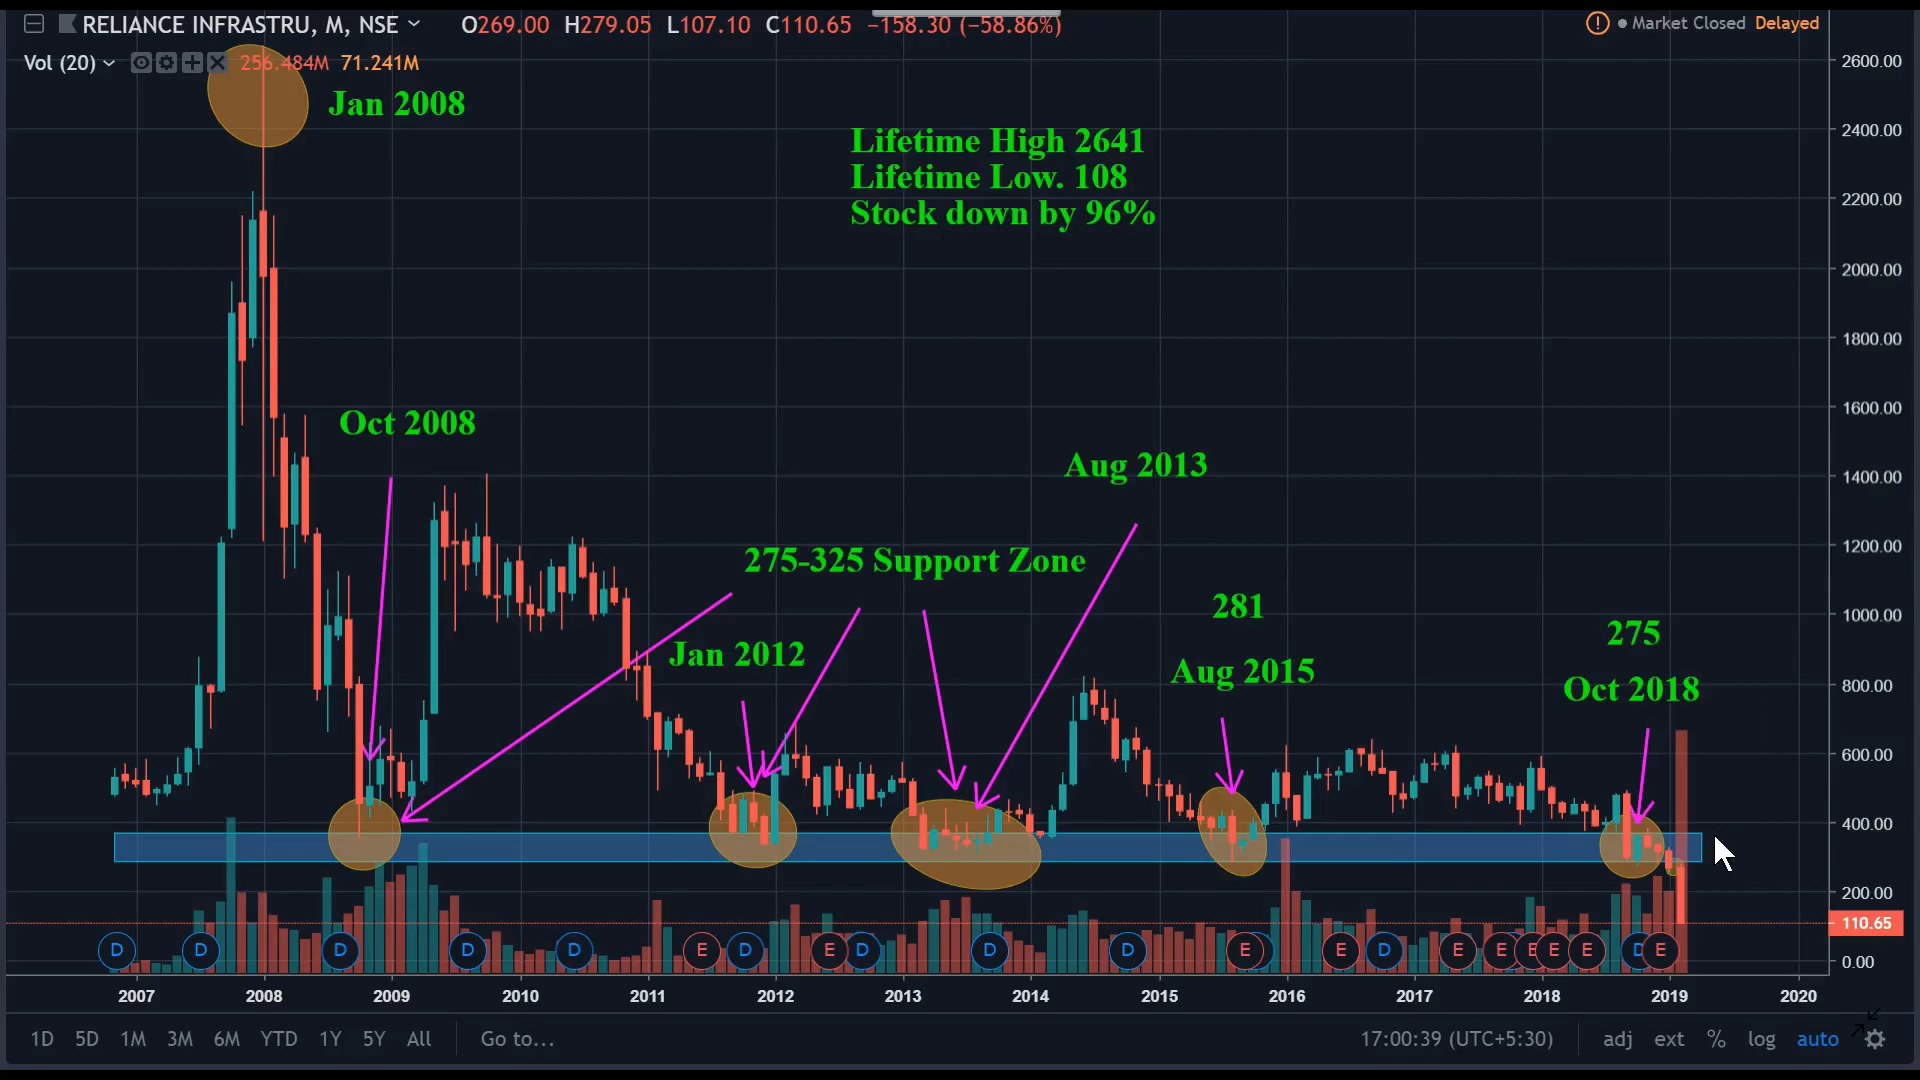 RELIANCE INFRASTRU, M, NSE O269.00 H279.05 L107.10 C110.65 −158.30 (−58.86%)
Market Closed Delayed
Vol (20) 256.484M 71.241M
Jan 2008
Lifetime High 2641
Lifetime Low. 108
Stock down by 96%
Oct 2008
Aug 2013
275-325 Support Zone
281
275
Jan 2012
Aug 2015
Oct 2018
2600.00
2400.00
2200.00
2000.00
1800.00
1600.00
1400.00
1200.00
1000.00
800.00
600.00
400.00
200.00
110.65
0.00
D D D D D E D E D D D E E D E E E E E D E
2007 2008 2009 2010 2011 2012 2013 2014 2015 2016 2017 2018 2019 2020
1D 5D 1M 3M 6M YTD 1Y 5Y All Go to... 17:00:39 (UTC+5:30) adj ext % log auto